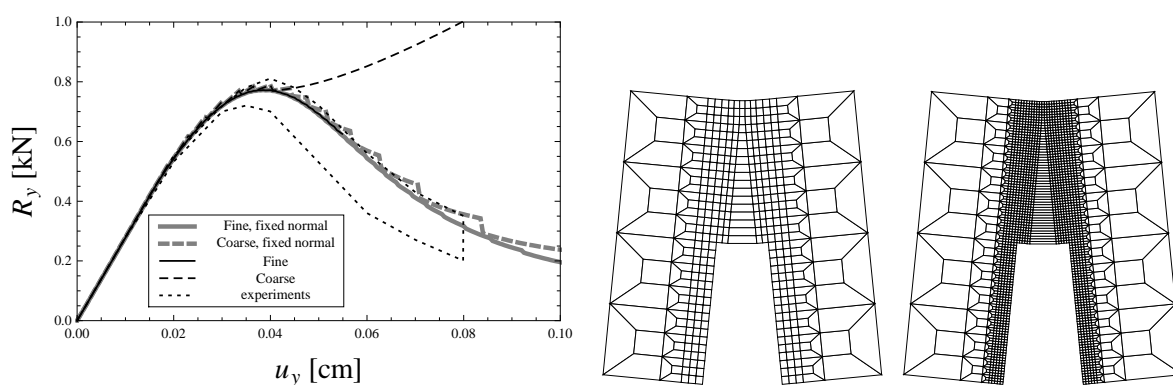 1.0
0.8
0.6
0.4
0.2
0.0
R_y [kN]
Fine, fixed normal
Coarse, fixed normal
Fine
Coarse
experiments
0.00 0.02 0.04 0.06 0.08 0.10
u_y [cm]